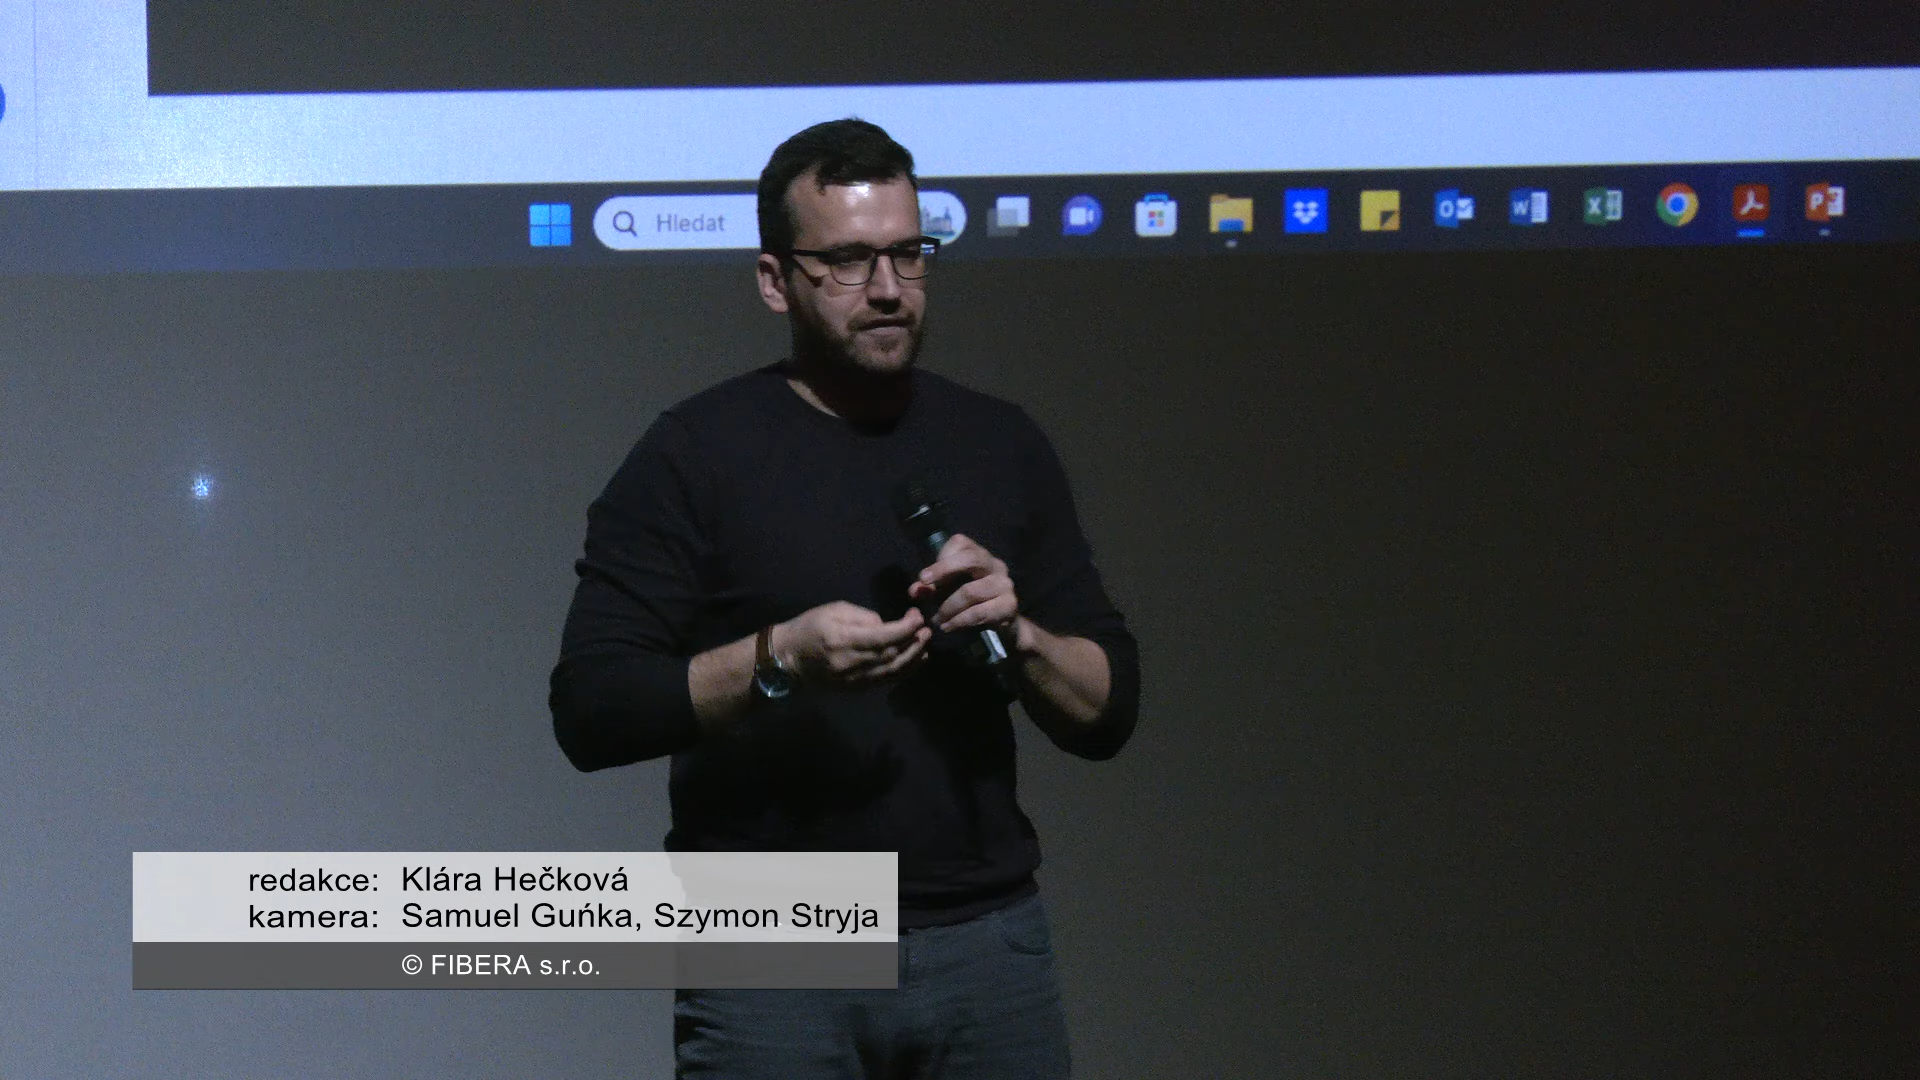 Hledat
redakce: Klára Hečková
kamera: Samuel Guńka, Szymon Stryja
© FIBERA s.r.o.